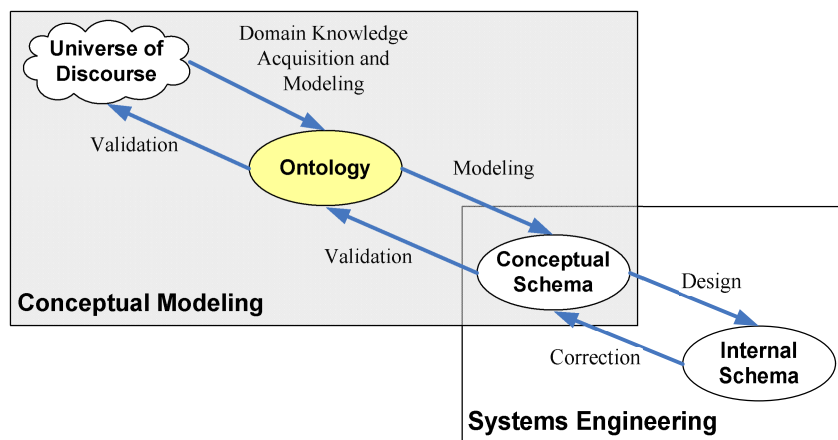 Universe of
Discourse
Domain Knowledge
Acquisition and
Modeling
Validation
Ontology
Modeling
Validation
Conceptual
Schema
Design
Conceptual Modeling
Correction
Internal
Schema
Systems Engineering